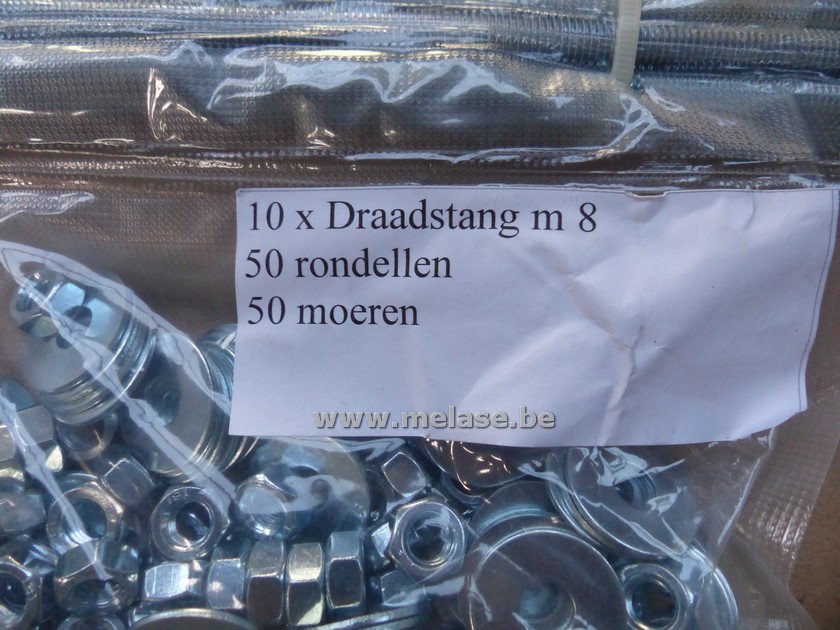 10 x Draadstang m 8
50 rondellen
50 moeren
www.melase.be